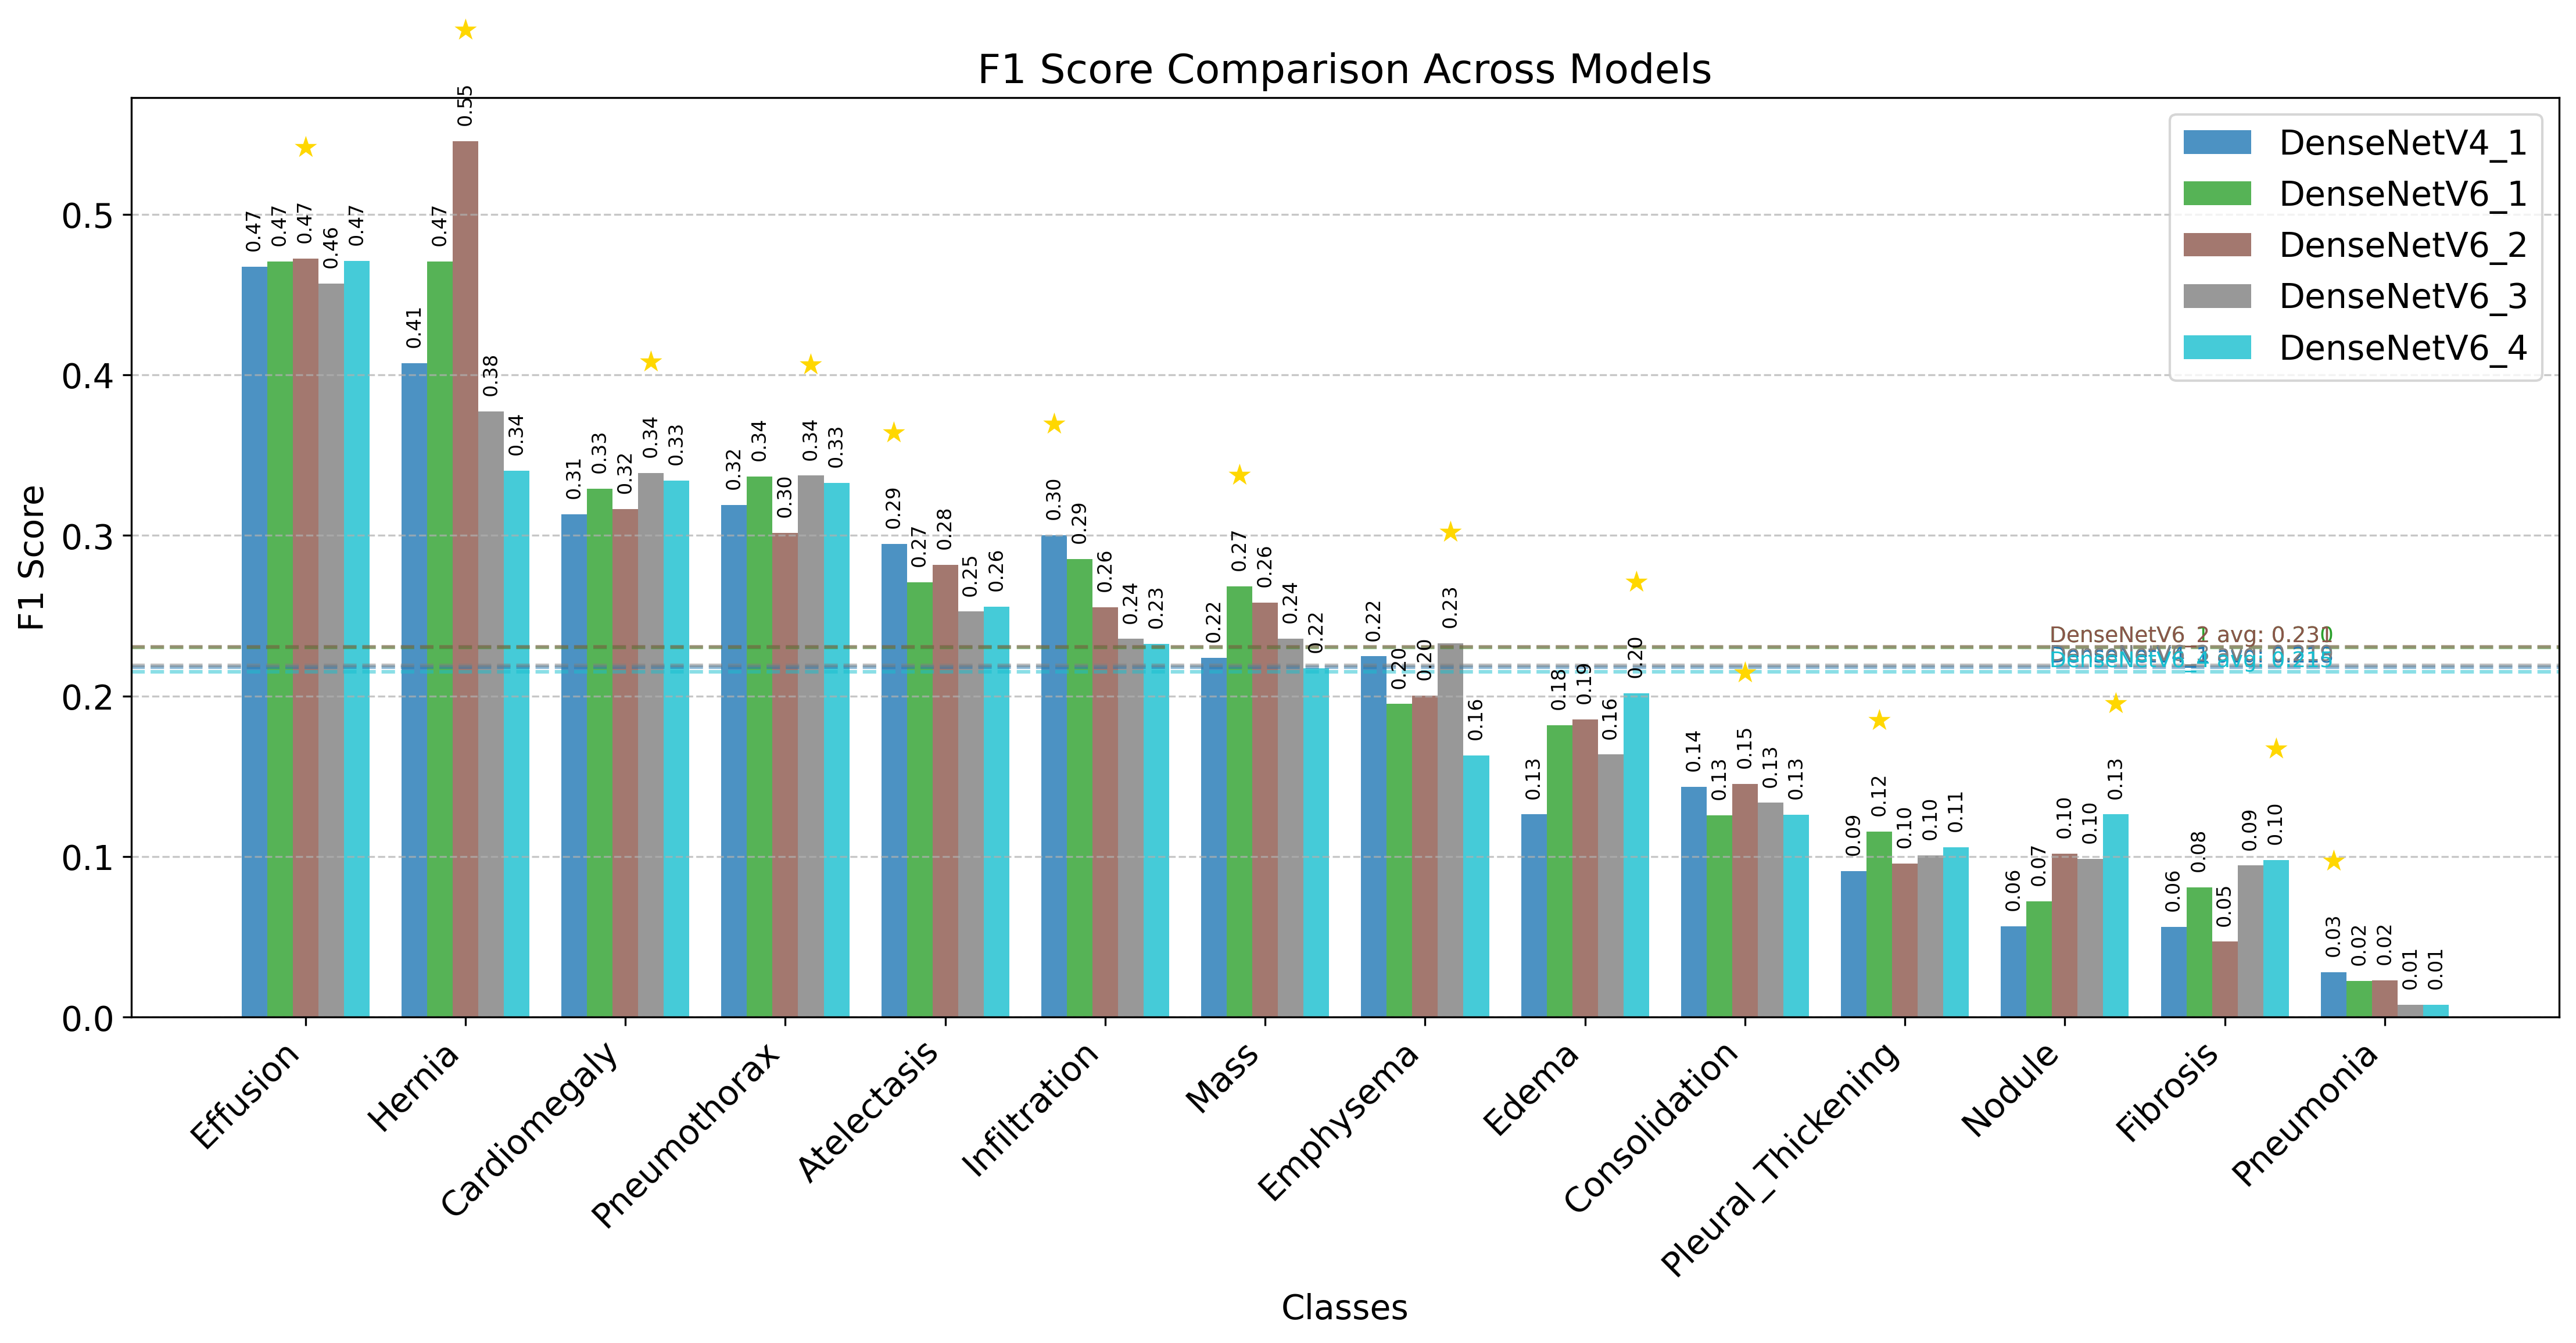 F1 Score Comparison Across Models
DenseNetV4_1
DenseNetV6_1
DenseNetV6_2
DenseNetV6_3
DenseNetV6_4
F1 Score
0.5
0.4
0.3
0.2
0.1
0.0
0.47 0.47 0.47 0.46 0.47
0.41 0.47 0.55 0.38 0.34
0.31 0.33 0.32 0.34 0.33
0.32 0.34 0.30 0.34 0.33
0.29 0.27 0.28 0.25 0.26
0.30 0.29 0.26 0.24 0.23
0.22 0.27 0.26 0.24 0.22
0.22 0.20 0.20 0.23 0.16
0.13 0.18 0.19 0.16 0.20
0.14 0.13 0.15 0.13 0.13
0.09 0.12 0.10 0.10 0.11
0.06 0.07 0.10 0.10 0.13
0.06 0.08 0.05 0.09 0.10
0.03 0.02 0.02 0.01 0.01
DenseNetV6_2 avg: 0.231
Effusion
Hernia
Cardiomegaly
Pneumothorax
Atelectasis
Infiltration
Mass
Emphysema
Edema
Consolidation
Pleural_Thickening
Nodule
Fibrosis
Pneumonia
Classes